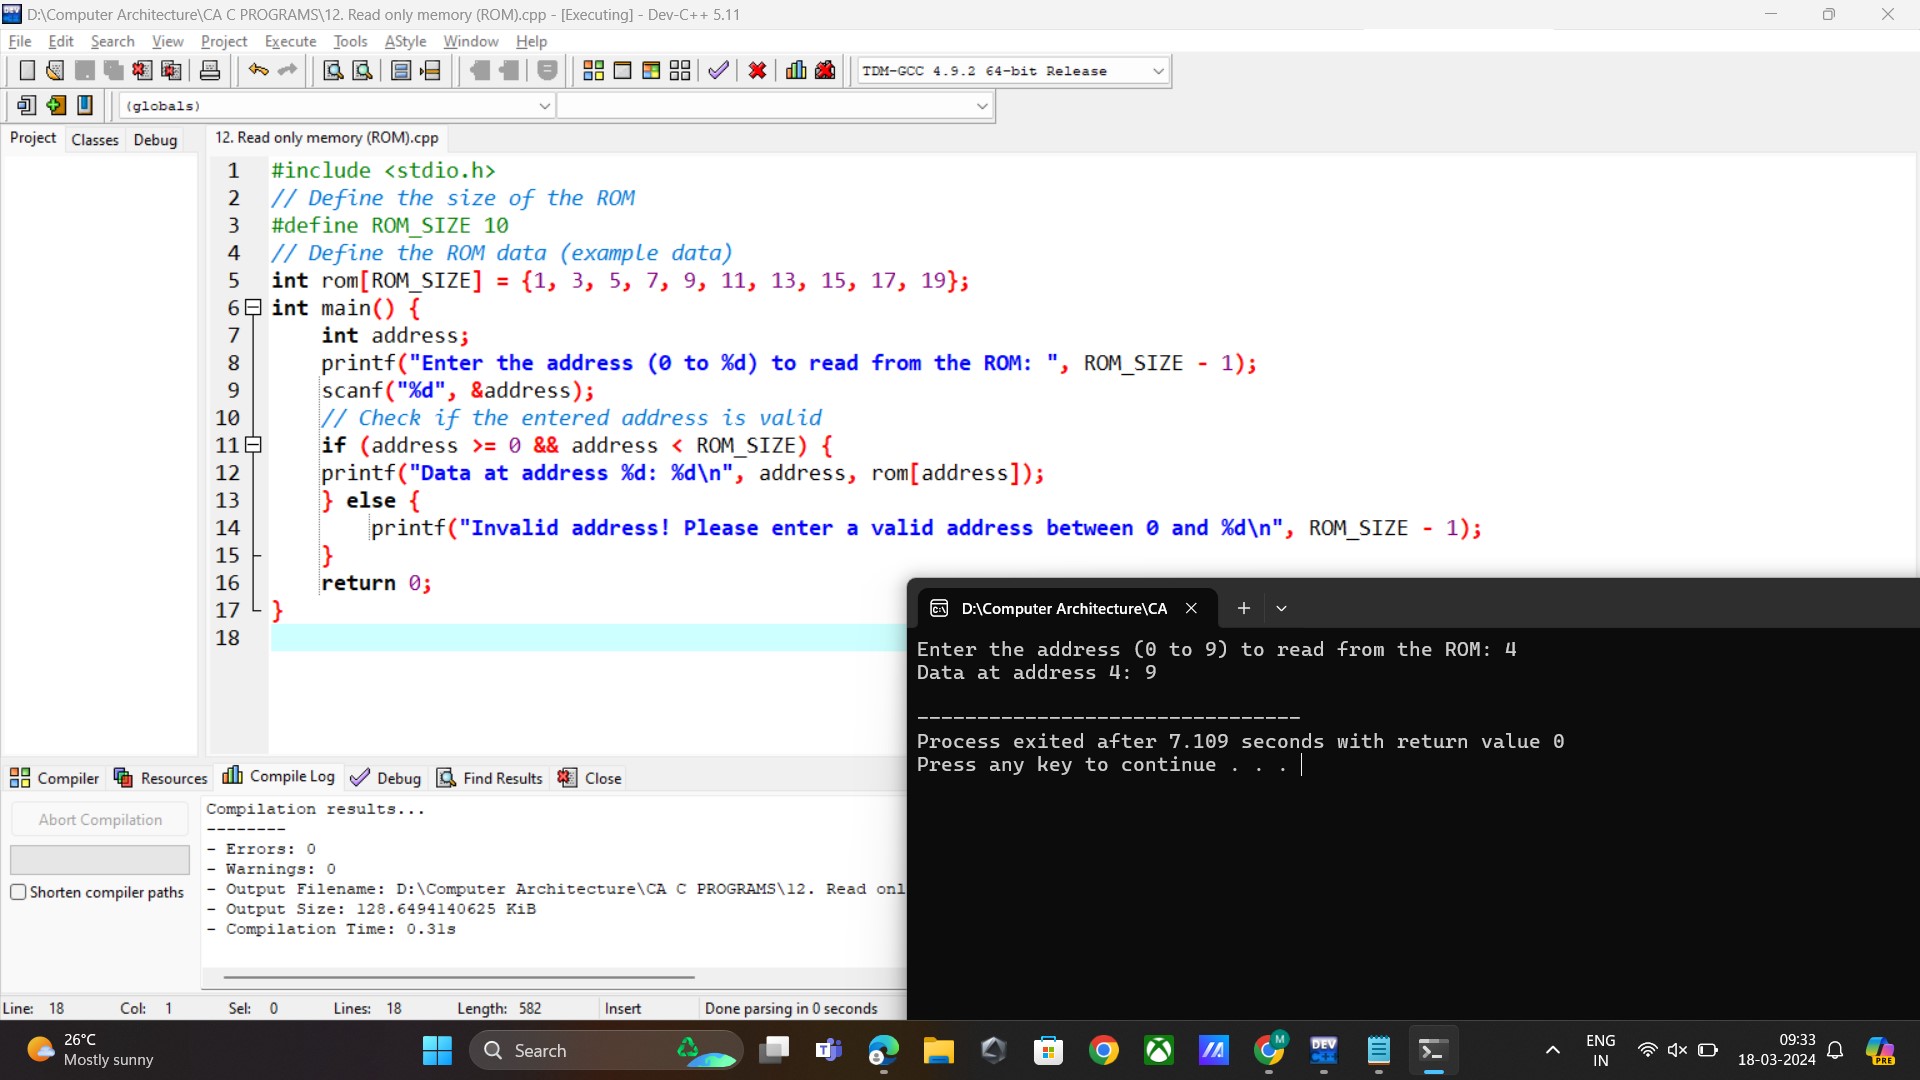 D:\Computer Architecture\CA C PROGRAMS\12. Read only memory (ROM).cpp - [Executing] - Dev-C++ 5.11
File Edit Search View Project Execute Tools AStyle Window Help
TDM-GCC 4.9.2 64-bit Release
(globals)
Project Classes Debug 12. Read only memory (ROM).cpp
1 #include <stdio.h>
2 // Define the size of the ROM
3 #define ROM_SIZE 10
4 // Define the ROM data (example data)
5 int rom[ROM_SIZE] = {1, 3, 5, 7, 9, 11, 13, 15, 17, 19};
6 int main() {
7 int address;
8 printf("Enter the address (0 to %d) to read from the ROM: ", ROM_SIZE - 1);
9 scanf("%d", &address);
10 // Check if the entered address is valid
11 if (address >= 0 && address < ROM_SIZE) {
12 printf("Data at address %d: %d\n", address, rom[address]);
13 } else {
14 printf("Invalid address! Please enter a valid address between 0 and %d\n", ROM_SIZE - 1);
15 }
16 return 0;
17 }
18
D:\Computer Architecture\CA
Enter the address (0 to 9) to read from the ROM: 4
Data at address 4: 9
--------------------------------
Process exited after 7.109 seconds with return value 0
Press any key to continue . . .
Compiler Resources Compile Log Debug Find Results Close
Abort Compilation
Shorten compiler paths
Compilation results...
--------
- Errors: 0
- Warnings: 0
- Output Filename: D:\Computer Architecture\CA C PROGRAMS\12. Read onl
- Output Size: 128.6494140625 KiB
- Compilation Time: 0.31s
Line: 18 Col: 1 Sel: 0 Lines: 18 Length: 582 Insert Done parsing in 0 seconds
26°C
Mostly sunny
Search
DEV
M
PRE
ENG
IN
09:33
18-03-2024